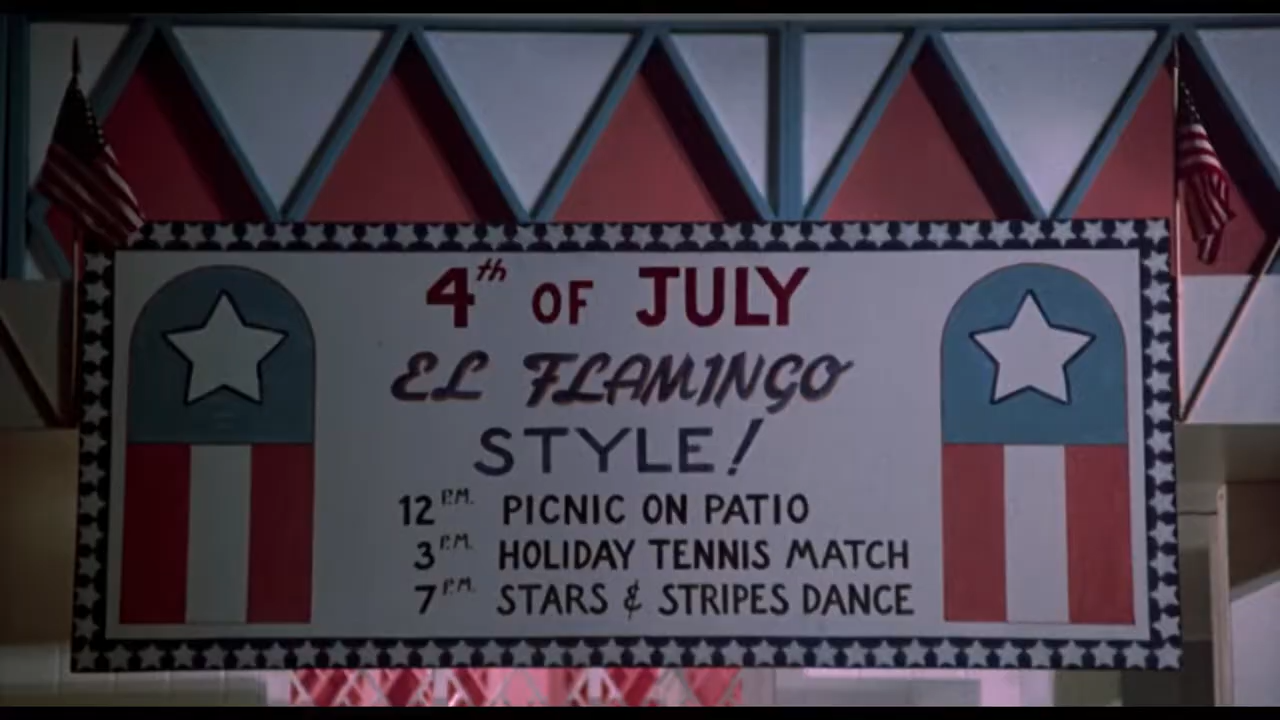 4th OF JULY
EL FLAMINGO
STYLE!
12 P.M. PICNIC ON PATIO
3 P.M. HOLIDAY TENNIS MATCH
7 P.M. STARS & STRIPES DANCE